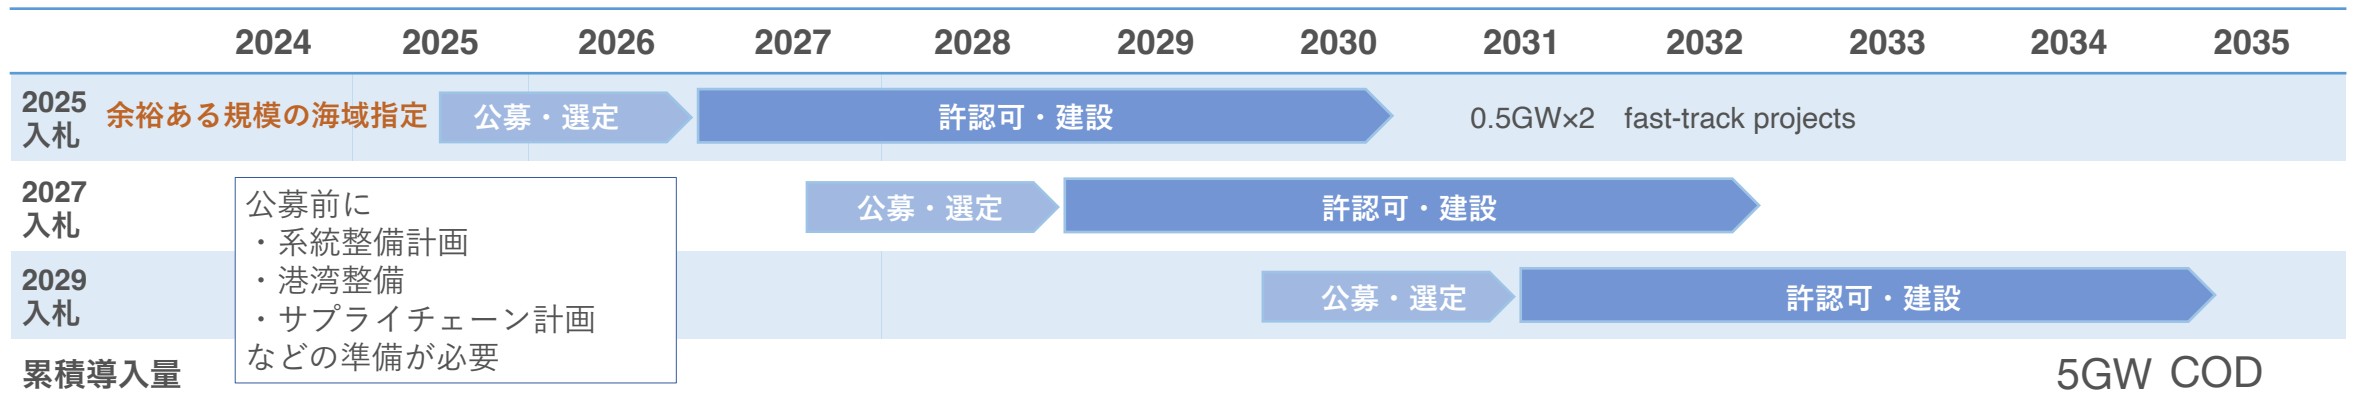 2024 2025 2026 2027 2028 2029 2030 2031 2032 2033 2034 2035
2025
入札
余裕ある規模の海域指定
公募・選定
許認可・建設
0.5GW×2 fast-track projects
2027
入札
公募・選定
許認可・建設
公募前に
・系統整備計画
・港湾整備
・サプライチェーン計画
などの準備が必要
2029
入札
公募・選定
許認可・建設
累積導入量
5GW COD